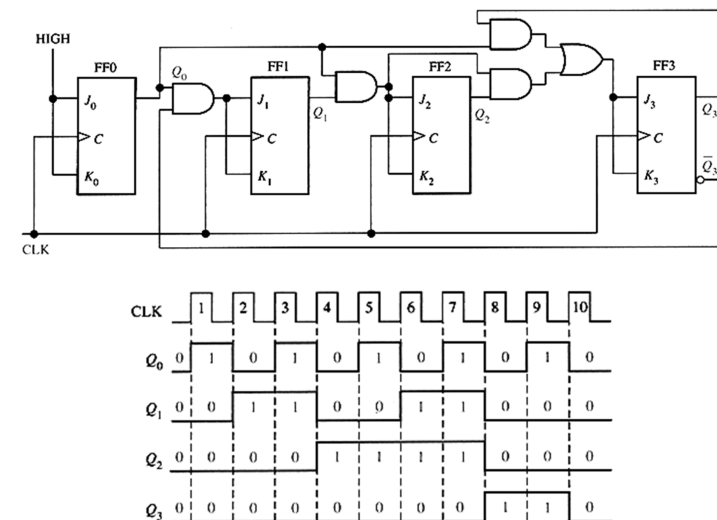 HIGH
FF0
Q0
FF1
FF2
FF3
J0
C
K0
J1
C
K1
Q1
J2
C
K2
Q2
J3
C
K3
Q3
Q̅3
CLK
CLK 1 2 3 4 5 6 7 8 9 10
Q0 0 1 0 1 0 1 0 1 0 1 0
Q1 0 0 1 1 0 0 1 1 0 0 0
Q2 0 0 0 0 1 1 1 1 0 0 0
Q3 0 0 0 0 0 0 0 0 1 1 0